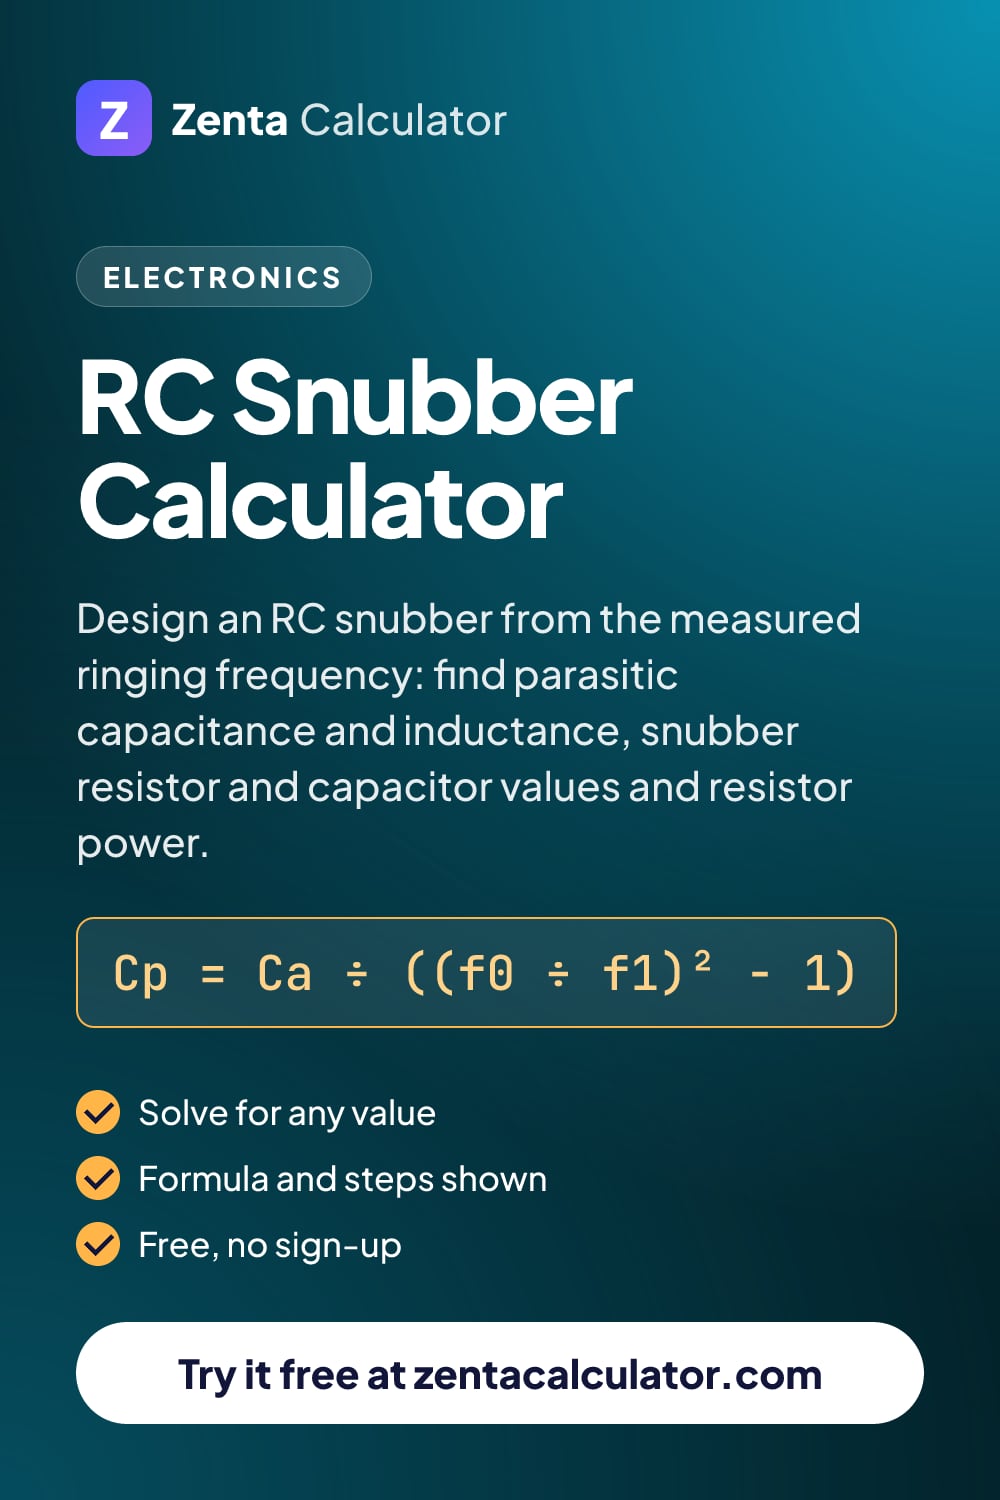 Z
Zenta Calculator
ELECTRONICS
RC Snubber
Calculator
Design an RC snubber from the measured
ringing frequency: find parasitic
capacitance and inductance, snubber
resistor and capacitor values and resistor
power.
Cp = Ca ÷ ((f0 ÷ f1)² - 1)
Solve for any value
Formula and steps shown
Free, no sign-up
Try it free at zentacalculator.com